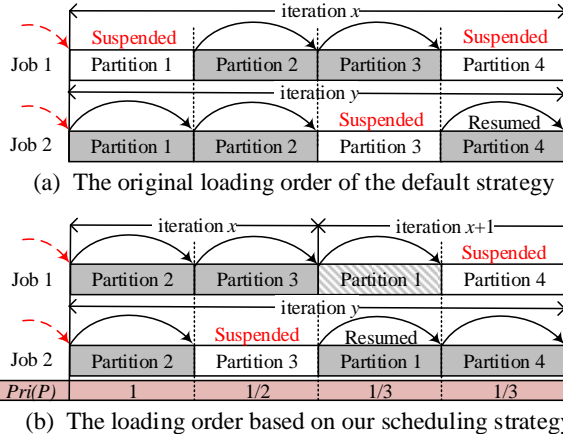 iteration x
Suspended
Suspended
Job 1
Partition 1
Partition 2
Partition 3
Partition 4
iteration y
Suspended
Resumed
Job 2
Partition 1
Partition 2
Partition 3
Partition 4
(a) The original loading order of the default strategy
iteration x
iteration x+1
Suspended
Job 1
Partition 2
Partition 3
Partition 1
Partition 4
iteration y
Suspended
Resumed
Job 2
Partition 2
Partition 3
Partition 1
Partition 4
Pri(P)
1
1/2
1/3
1/3
(b) The loading order based on our scheduling strategy